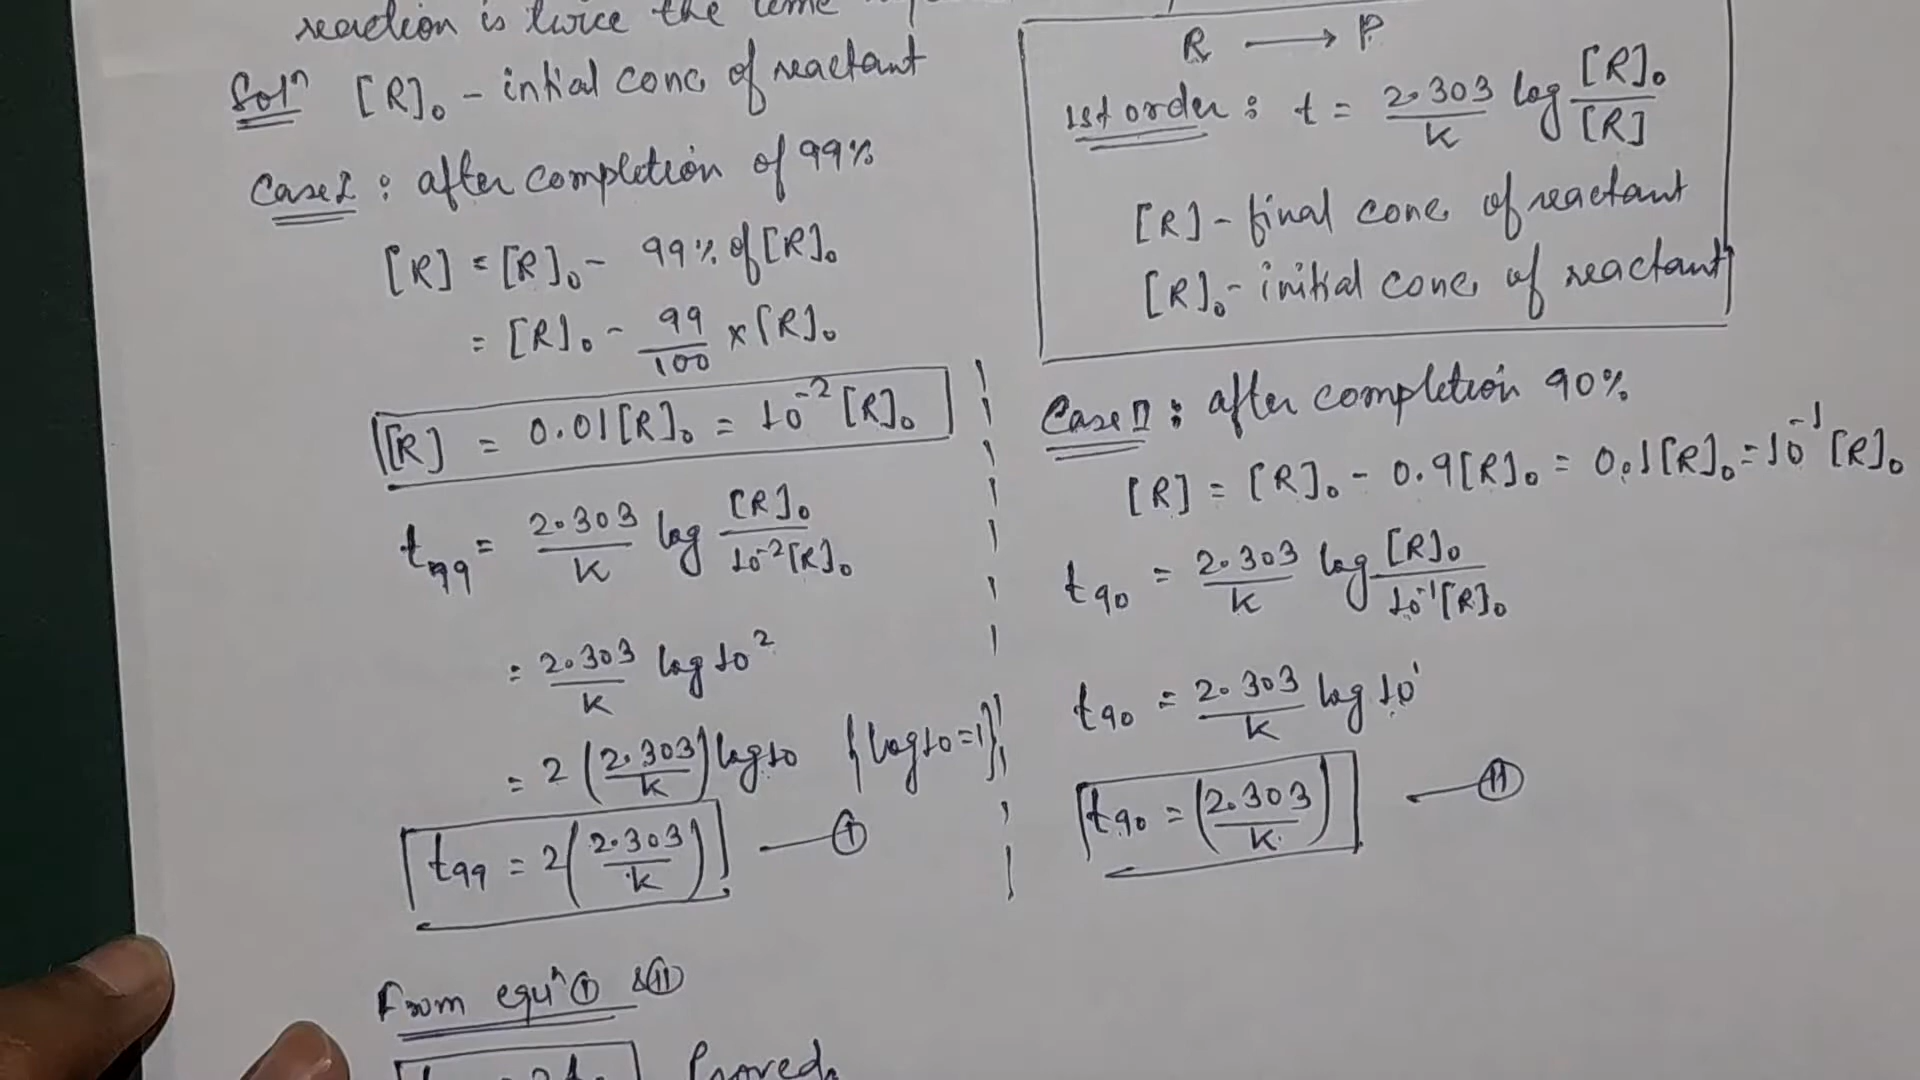 reaction is twice the time
Solⁿ [R]₀ - intial conc of reactant
Case I : after completion of 99%
[R] = [R]₀ - 99% of [R]₀
= [R]₀ - 99/100 × [R]₀
[R] = 0.01[R]₀ = 10⁻² [R]₀
t₉₉ = 2.303/k log [R]₀/10⁻²[R]₀
= 2.303/k log 10²
= 2 (2.303/k) log 10 {log 10 = 1}
t₉₉ = 2(2.303/k) — (I)
From equⁿ (I) & (II)
Proved.
R → P
1st order : t = 2.303/k log [R]₀/[R]
[R] - final conc of reactant
[R]₀ - initial conc of reactant
Case II : after completion 90%
[R] = [R]₀ - 0.9[R]₀ = 0.1[R]₀ = 10⁻¹ [R]₀
t₉₀ = 2.303/k log [R]₀/10⁻¹[R]₀
t₉₀ = 2.303/k log 10¹
t₉₀ = (2.303/k) — (II)